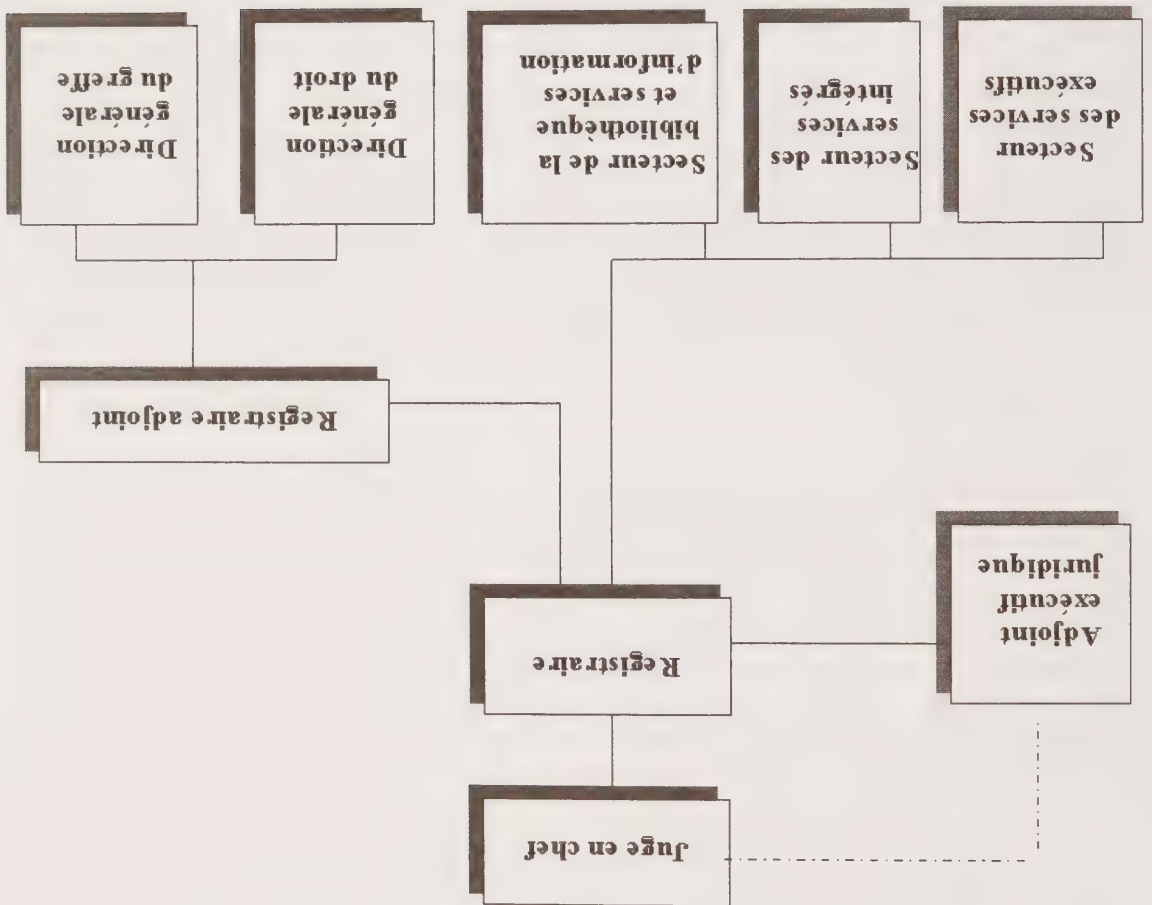 Juge en chef
Registraire
Adjoint
exécutif
juridique
Registraire adjoint
Secteur
des services
exécutifs
Secteur des
services
intégrés
Secteur de la
bibliothèque
et services
d'information
Direction
générale
du droit
Direction
générale
du greffe